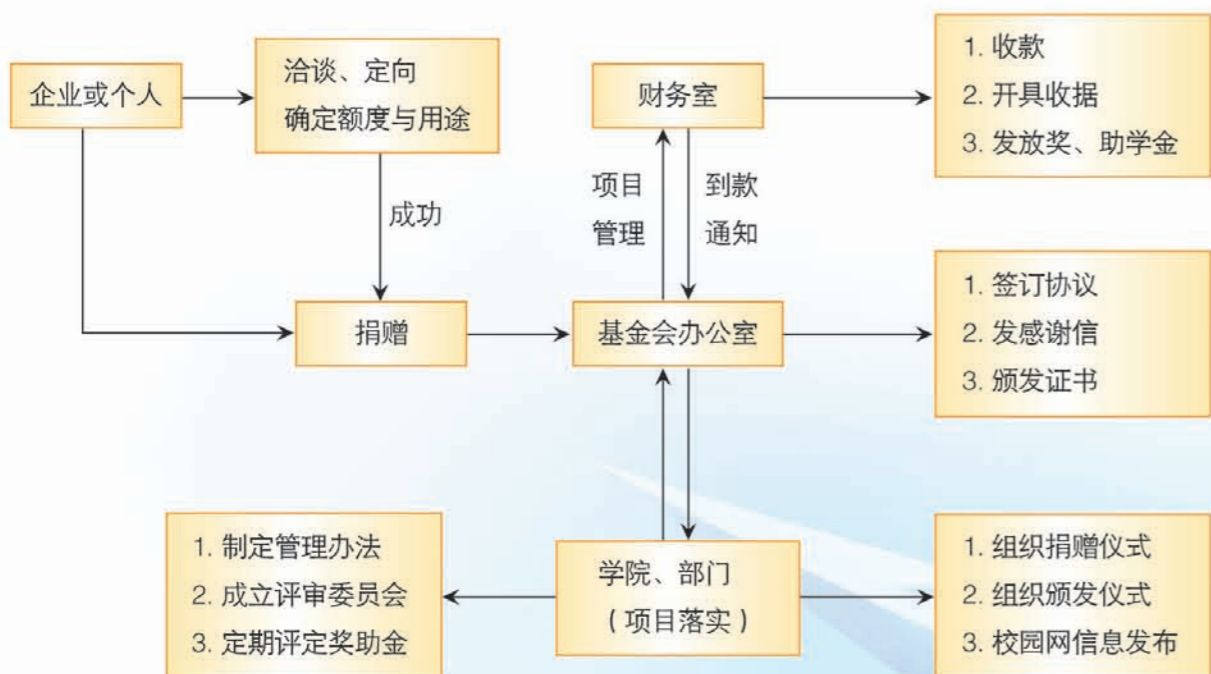 企业或个人
洽谈、定向
确定额度与用途
成功
捐赠
财务室
1. 收款
2. 开具收据
3. 发放奖、助学金
项目
管理
到款
通知
基金会办公室
1. 签订协议
2. 发感谢信
3. 颁发证书
1. 制定管理办法
2. 成立评审委员会
3. 定期评定奖助金
学院、部门
（项目落实）
1. 组织捐赠仪式
2. 组织颁发仪式
3. 校园网信息发布